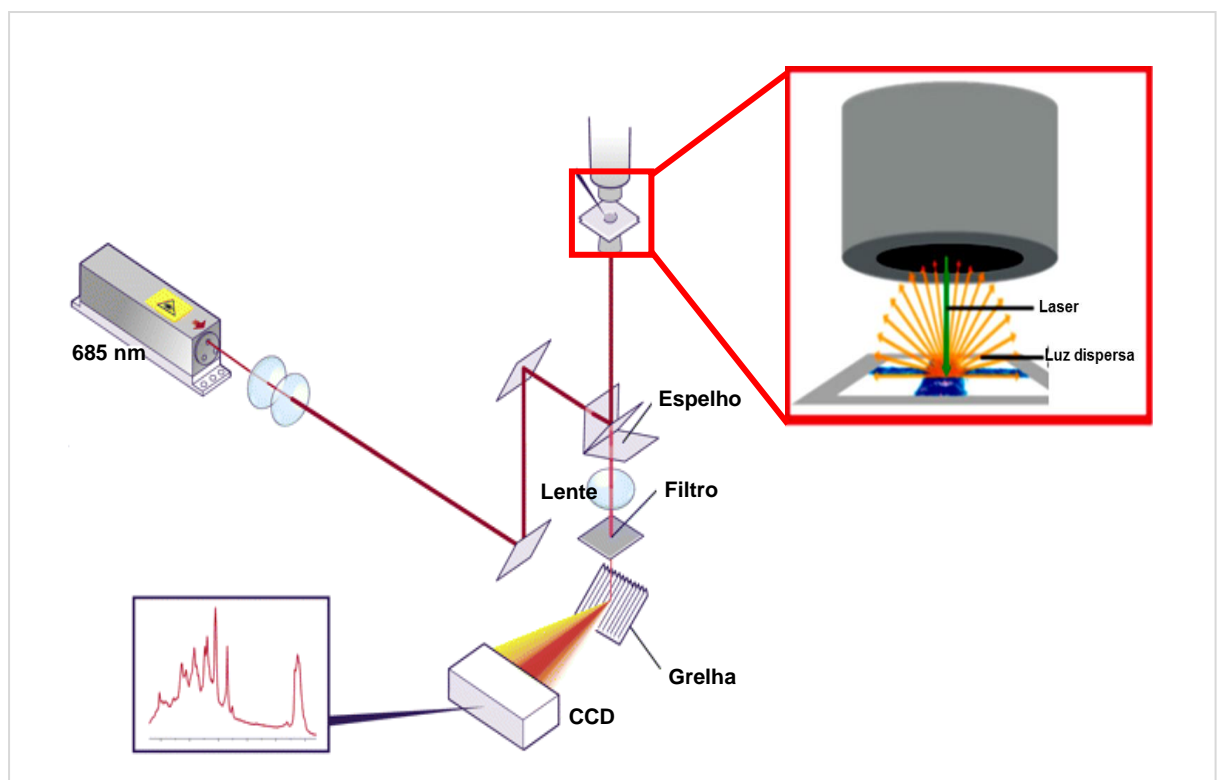 Laser
Luz dispersa
685 nm
Espelho
Lente
Filtro
Grelha
CCD